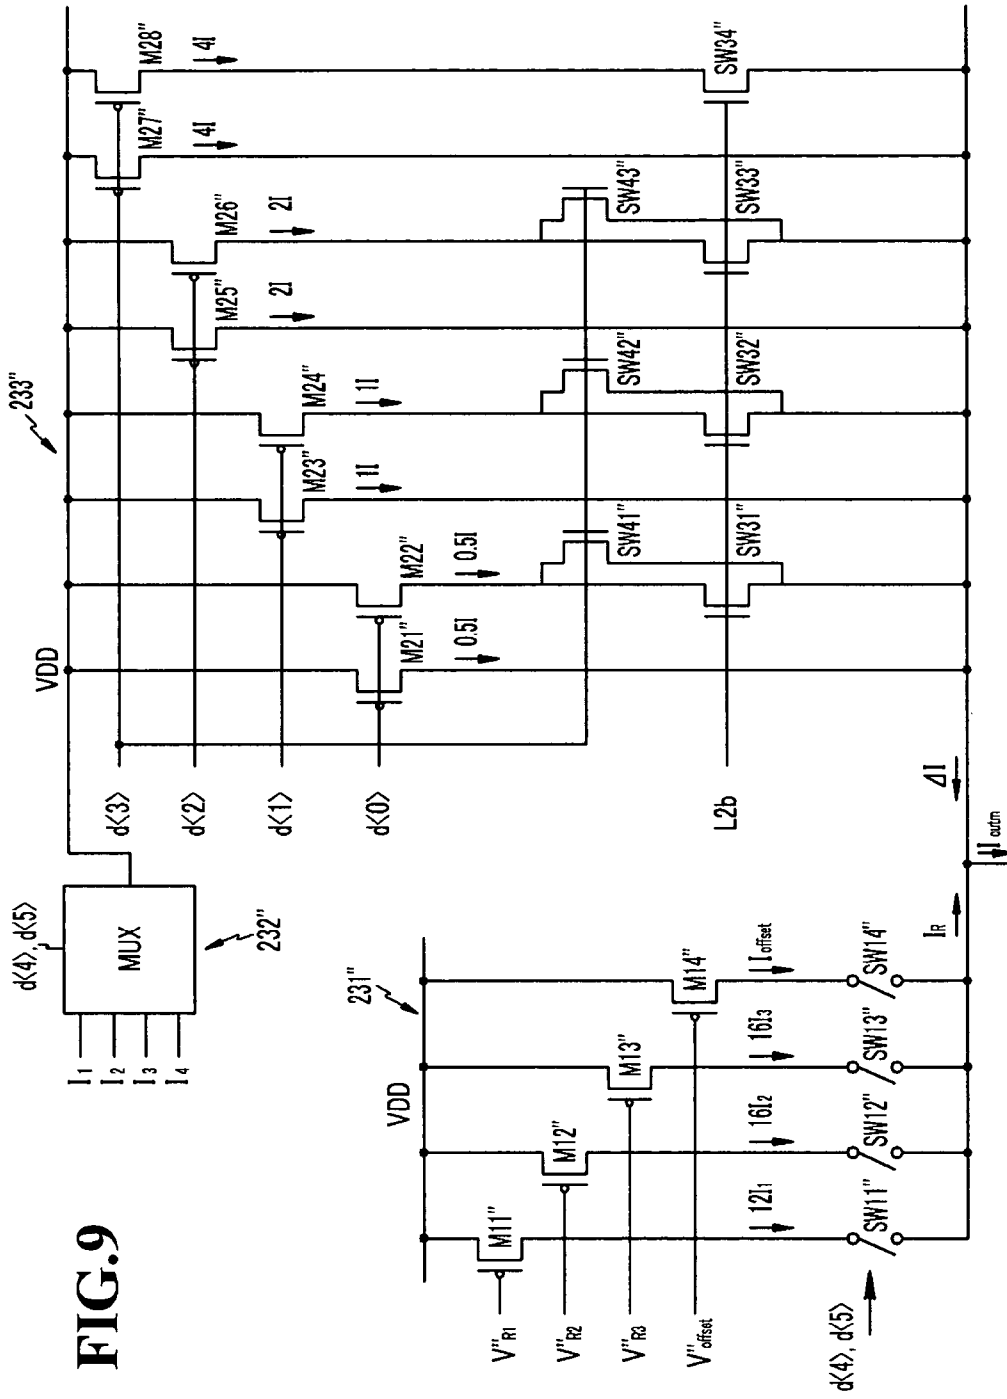 FIG.9
d<4>, d<5>
I1
I2
I3
I4
MUX
232"
233"
VDD
d<3>
d<2>
d<1>
d<0>
L2b
M21"
M22"
M23"
M24"
M25"
M26"
M27"
M28"
0.5I
0.5I
1I
1I
2I
2I
4I
4I
SW41"
SW42"
SW43"
SW31"
SW32"
SW33"
SW34"
231"
VDD
V"R1
V"R2
V"R3
V"offset
M11"
M12"
M13"
M14"
12I1
16I2
16I3
Ioffset
SW11"
SW12"
SW13"
SW14"
d<4>, d<5>
IR
ΔI
Ioutm